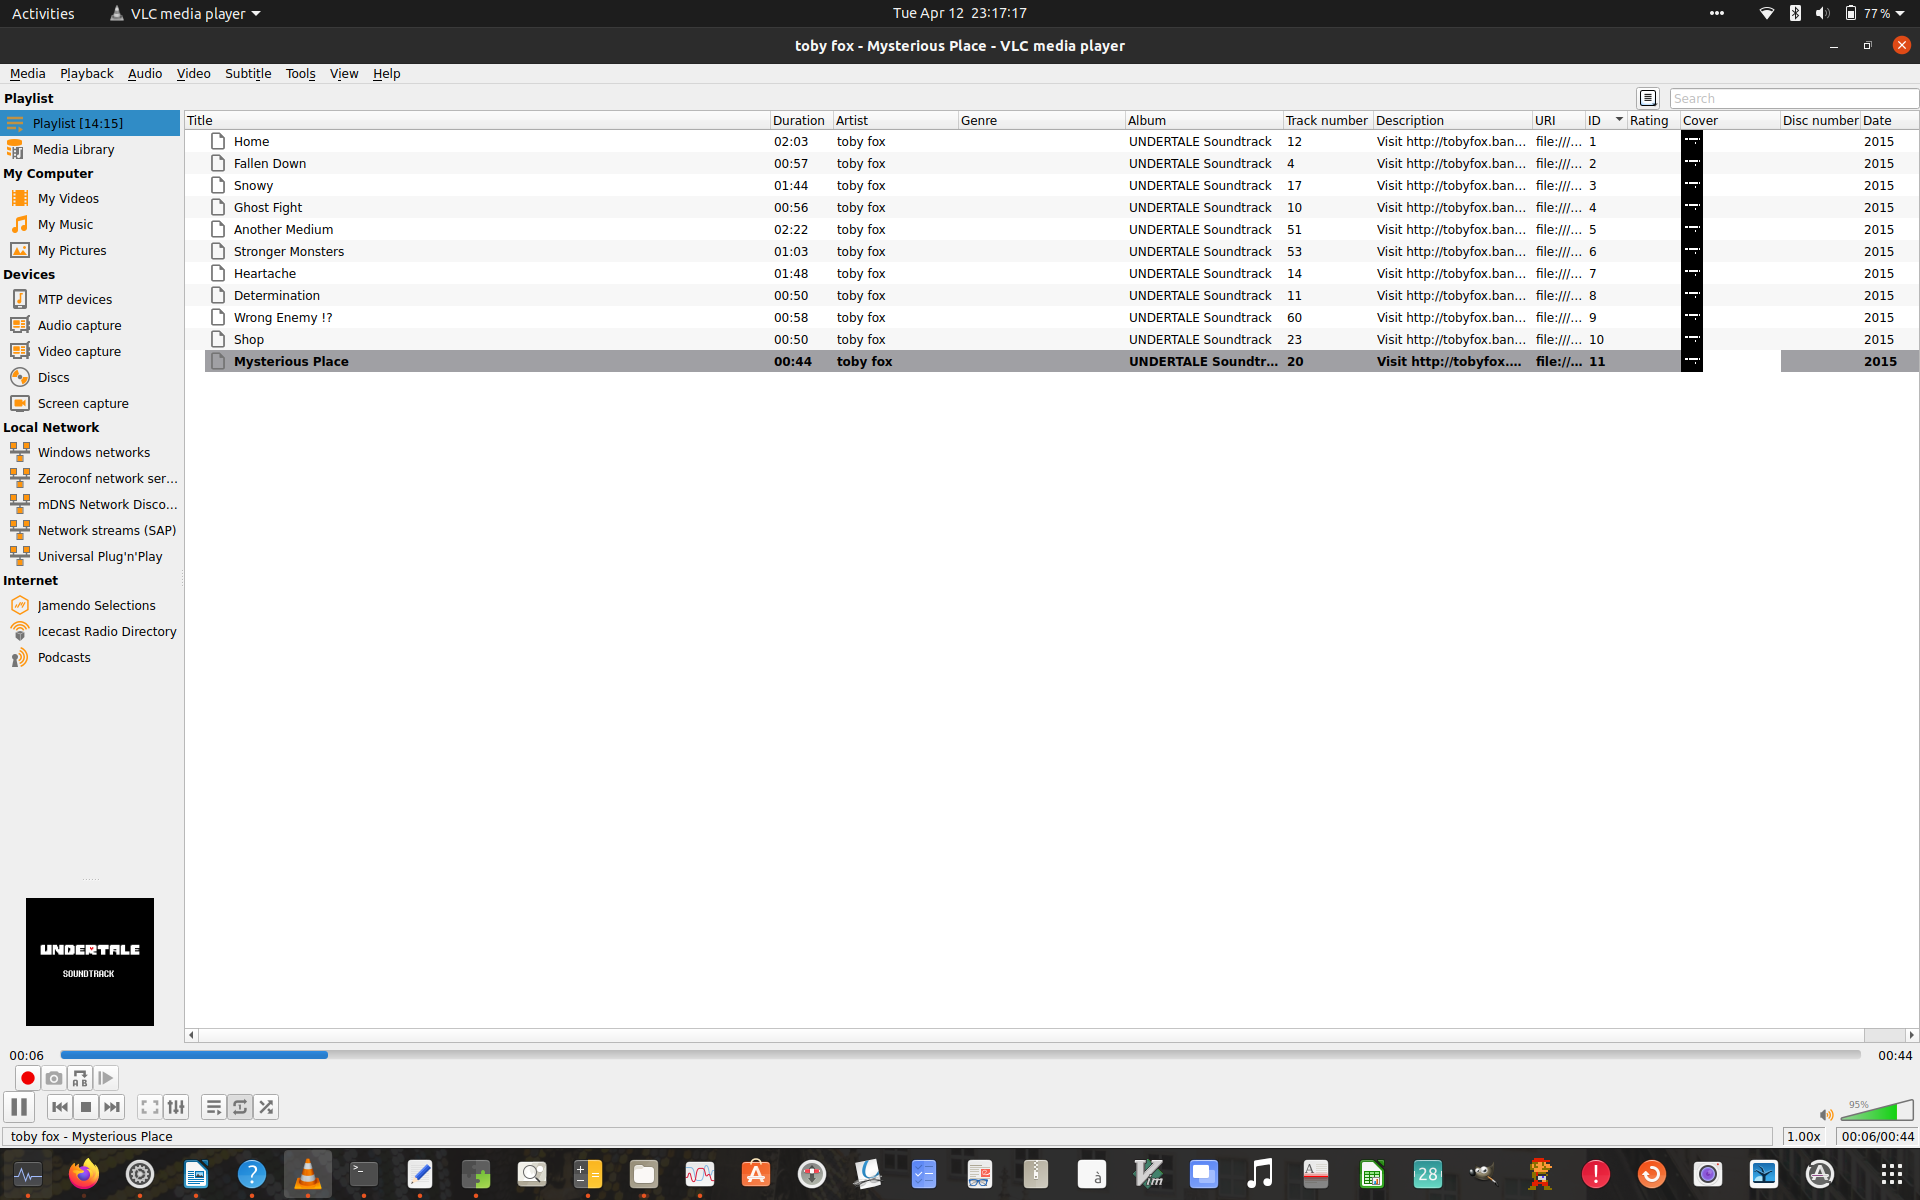 Activities VLC media player Tue Apr 12 23:17:17 77 %
toby fox - Mysterious Place - VLC media player
Media Playback Audio Video Subtitle Tools View Help
Playlist
Search
Playlist [14:15]
Media Library
My Computer
My Videos
My Music
My Pictures
Devices
MTP devices
Audio capture
Video capture
Discs
Screen capture
Local Network
Windows networks
Zeroconf network ser...
mDNS Network Disco...
Network streams (SAP)
Universal Plug'n'Play
Internet
Jamendo Selections
Icecast Radio Directory
Podcasts
Title Duration Artist Genre Album Track number Description URI ID Rating Cover Disc number Date
Home 02:03 toby fox UNDERTALE Soundtrack 12 Visit http://tobyfox.ban... file:///... 1 2015
Fallen Down 00:57 toby fox UNDERTALE Soundtrack 4 Visit http://tobyfox.ban... file:///... 2 2015
Snowy 01:44 toby fox UNDERTALE Soundtrack 17 Visit http://tobyfox.ban... file:///... 3 2015
Ghost Fight 00:56 toby fox UNDERTALE Soundtrack 10 Visit http://tobyfox.ban... file:///... 4 2015
Another Medium 02:22 toby fox UNDERTALE Soundtrack 51 Visit http://tobyfox.ban... file:///... 5 2015
Stronger Monsters 01:03 toby fox UNDERTALE Soundtrack 53 Visit http://tobyfox.ban... file:///... 6 2015
Heartache 01:48 toby fox UNDERTALE Soundtrack 14 Visit http://tobyfox.ban... file:///... 7 2015
Determination 00:50 toby fox UNDERTALE Soundtrack 11 Visit http://tobyfox.ban... file:///... 8 2015
Wrong Enemy !? 00:58 toby fox UNDERTALE Soundtrack 60 Visit http://tobyfox.ban... file:///... 9 2015
Shop 00:50 toby fox UNDERTALE Soundtrack 23 Visit http://tobyfox.ban... file:///... 10 2015
Mysterious Place 00:44 toby fox UNDERTALE Soundtr... 20 Visit http://tobyfox.... file://... 11 2015
UNDERTALE
SOUNDTRACK
00:06 00:44
A B
95%
toby fox - Mysterious Place 1.00x 00:06/00:44
? >_ à Vim A 28 !